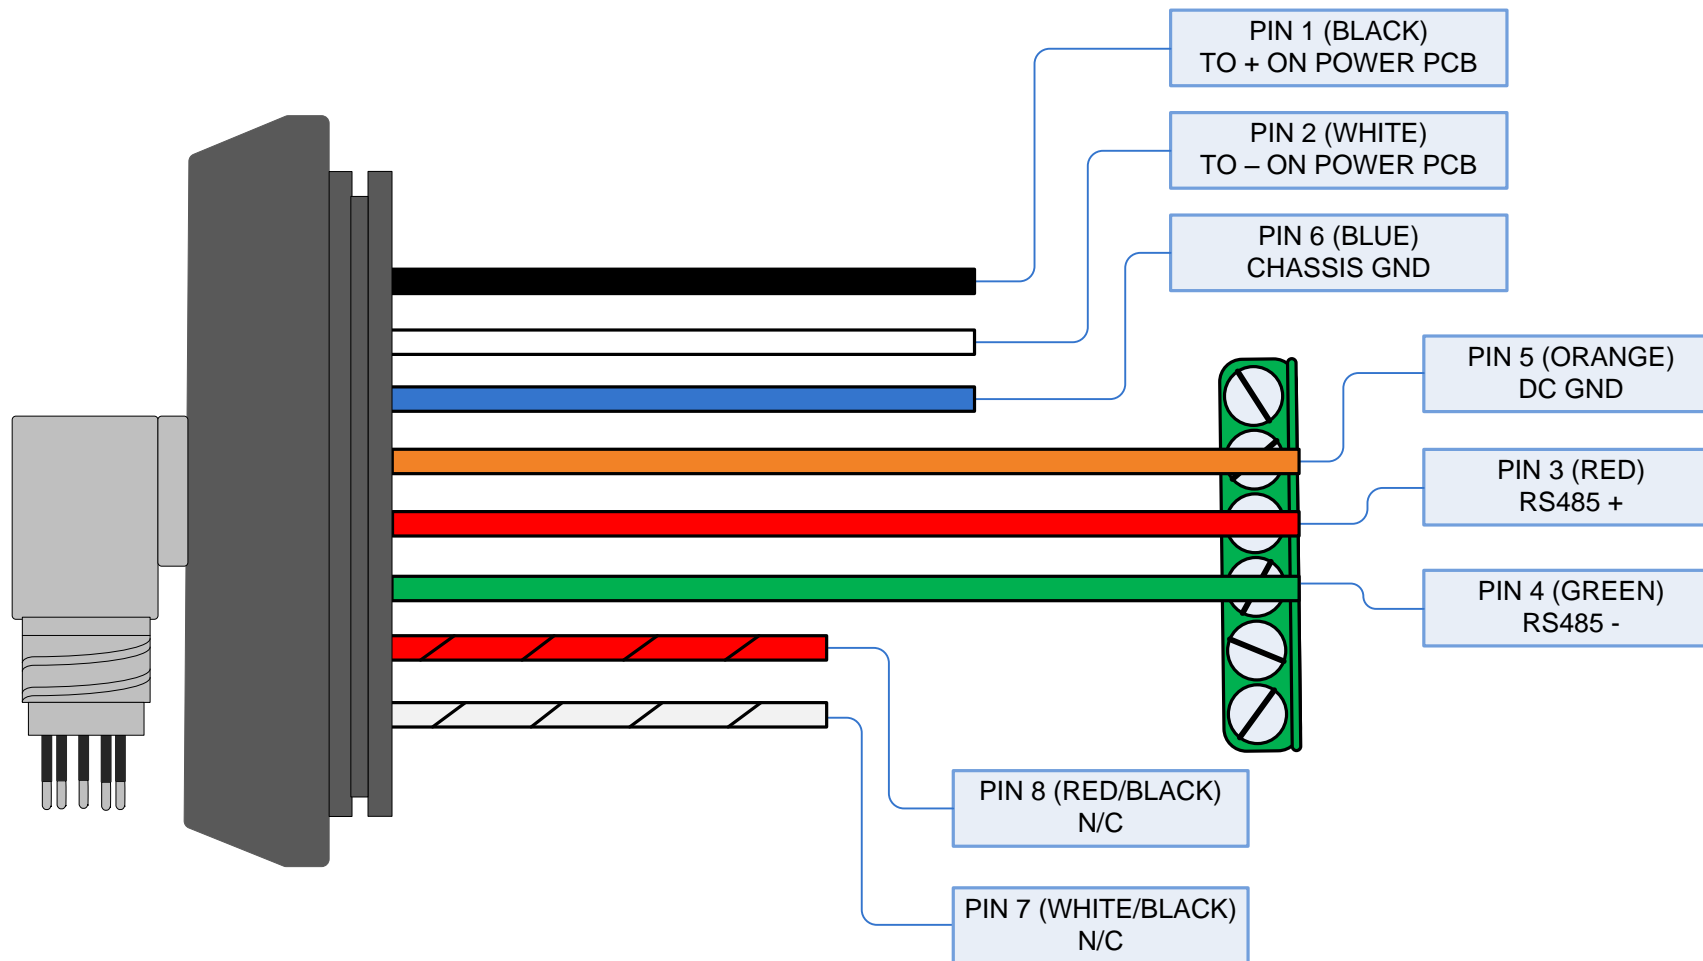 PIN 1 (BLACK)
TO + ON POWER PCB
PIN 2 (WHITE)
TO – ON POWER PCB
PIN 6 (BLUE)
CHASSIS GND
PIN 5 (ORANGE)
DC GND
PIN 3 (RED)
RS485 +
PIN 4 (GREEN)
RS485 -
PIN 8 (RED/BLACK)
N/C
PIN 7 (WHITE/BLACK)
N/C